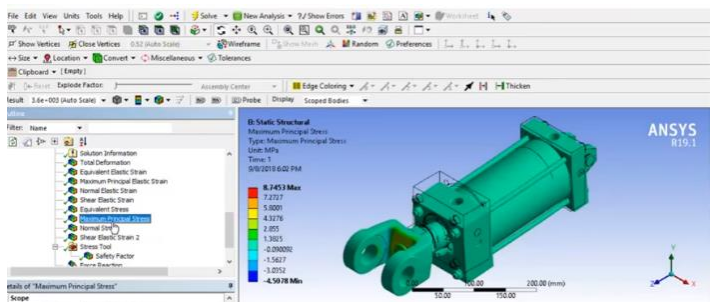 File Edit View Units Tools Help Solve New Analysis ?/ Show Errors Worksheet
Show Vertices Close Vertices 0.52 (Auto Scale) Wireframe Show Mesh Random Preferences
Size Location Convert Miscellaneous Tolerances
Clipboard [Empty]
Reset Explode Factor: Assembly Center Edge Coloring Thicken
Result 3.6e+003 (Auto Scale) Probe Display Scoped Bodies
Outline
Filter: Name
Solution Information
Total Deformation
Equivalent Elastic Strain
Maximum Principal Elastic Strain
Normal Elastic Strain
Shear Elastic Strain
Equivalent Stress
Maximum Principal Stress
Normal Stress
Shear Elastic Strain 2
Stress Tool
Safety Factor
Force Reaction
Details of "Maximum Principal Stress"
Scope
B: Static Structural
Maximum Principal Stress
Type: Maximum Principal Stress
Unit: MPa
Time: 1
9/9/2018 6:02 PM
8.7453 Max
7.2727
5.8001
4.3276
2.855
1.3825
-0.090092
-1.5627
-3.0352
-4.5078 Min
ANSYS
R19.1
100.00 200.00 (mm)
50.00 150.00
Y
Z X